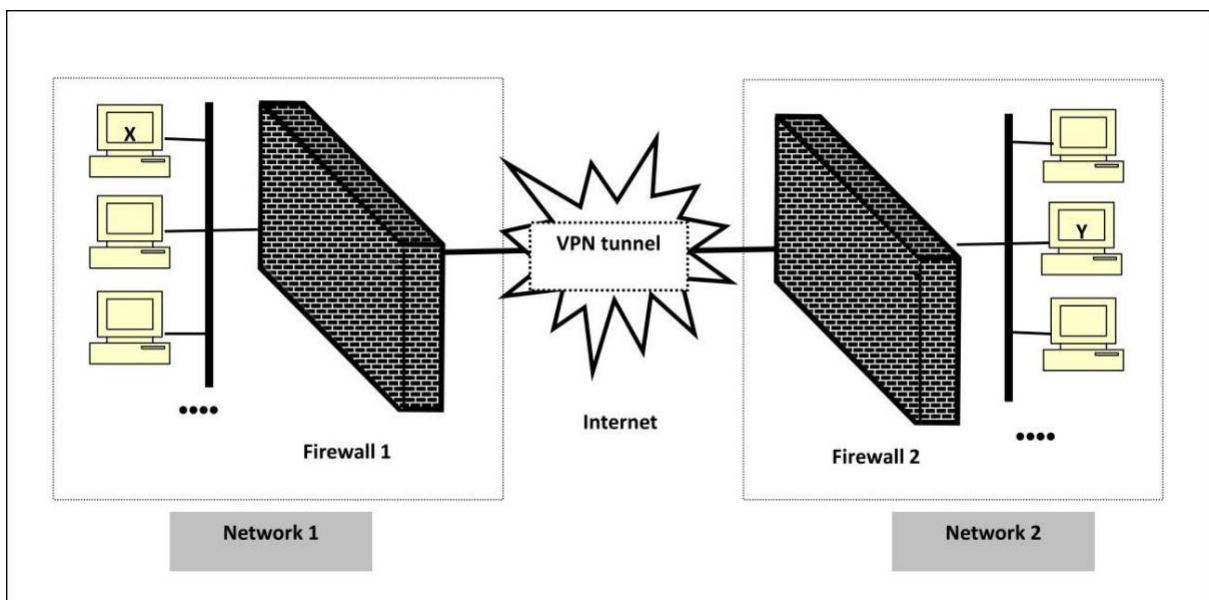 X
VPN tunnel
Y
Internet
Firewall 1
Firewall 2
Network 1
Network 2